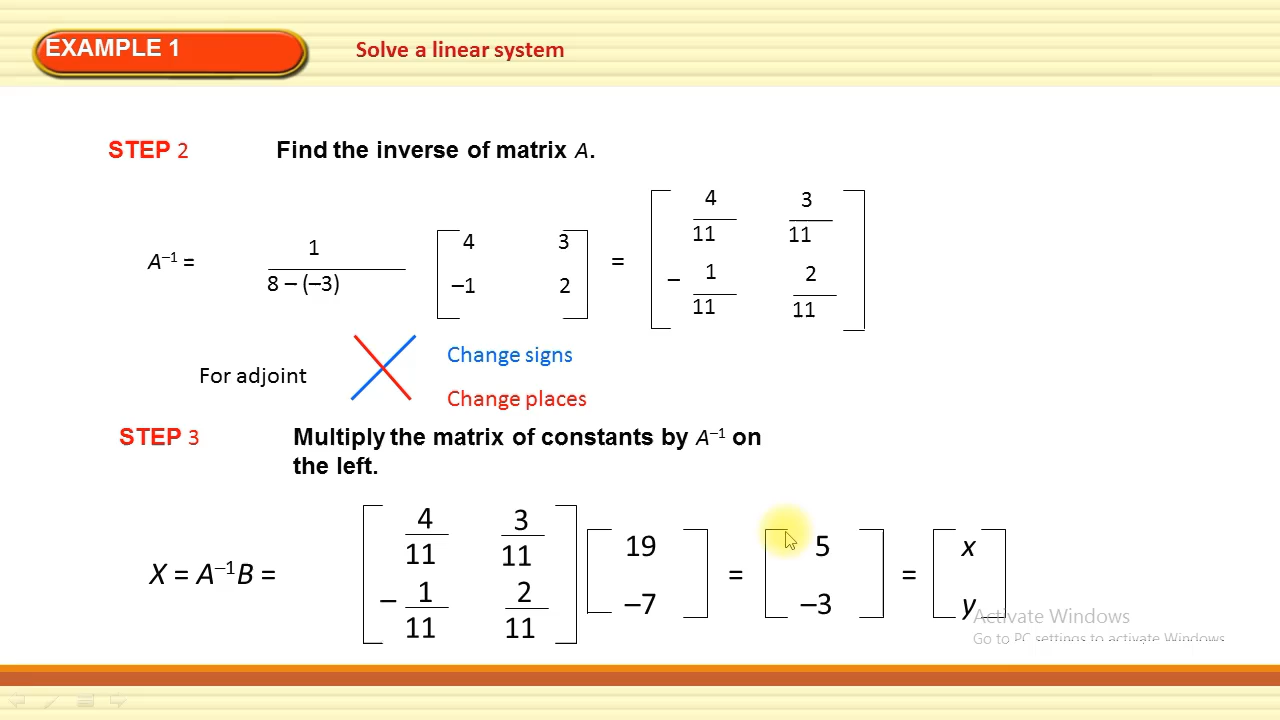 EXAMPLE 1
Solve a linear system
STEP 2 Find the inverse of matrix A.
A–1 = 1 / 8 – (–3) [4 3; –1 2] = [4/11 3/11; – 1/11 2/11]
For adjoint
Change signs
Change places
STEP 3 Multiply the matrix of constants by A–1 on
the left.
X = A–1B = [4/11 3/11; – 1/11 2/11] [19; –7] = [5; –3] = [x; y]
Activate Windows
Go to PC settings to activate Windows